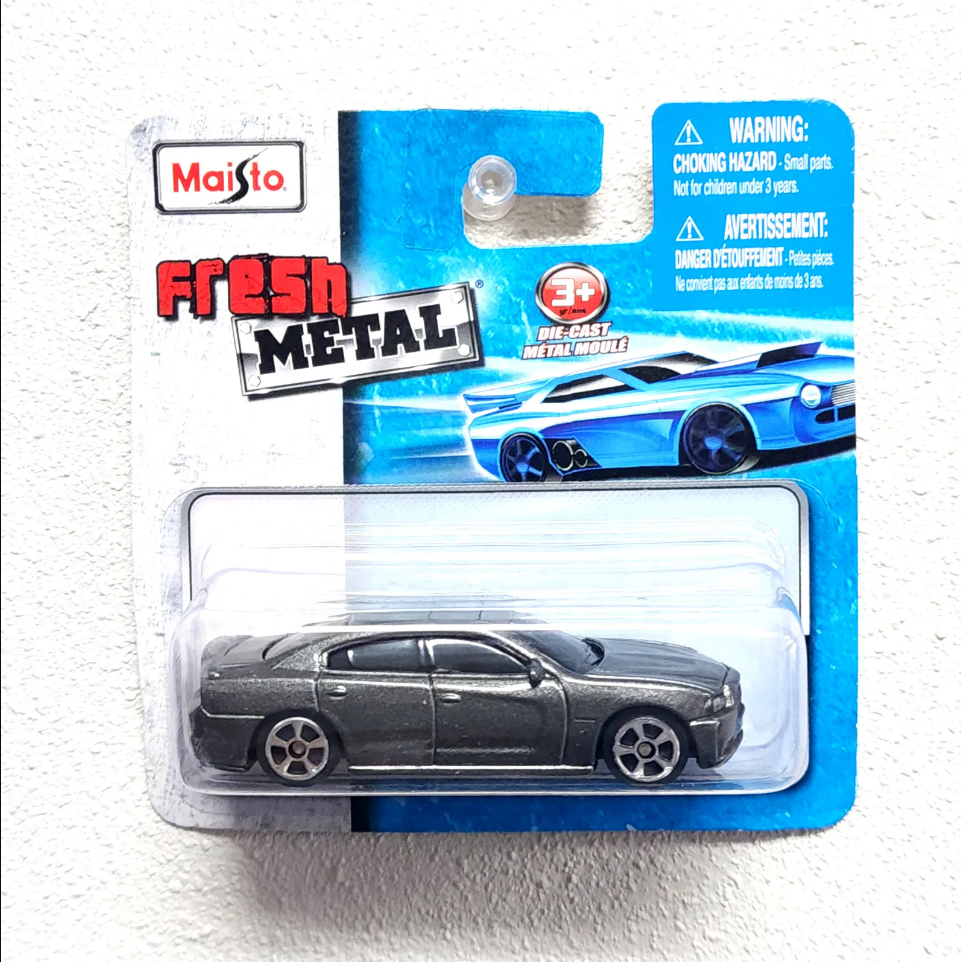 Maisto
Fresh
METAL®
WARNING:
CHOKING HAZARD - Small parts.
Not for children under 3 years.
AVERTISSEMENT:
DANGER D'ÉTOUFFEMENT - Petites pièces.
Ne convient pas aux enfants de moins de 3 ans.
3+
DIE-CAST
MÉTAL MOULÉ